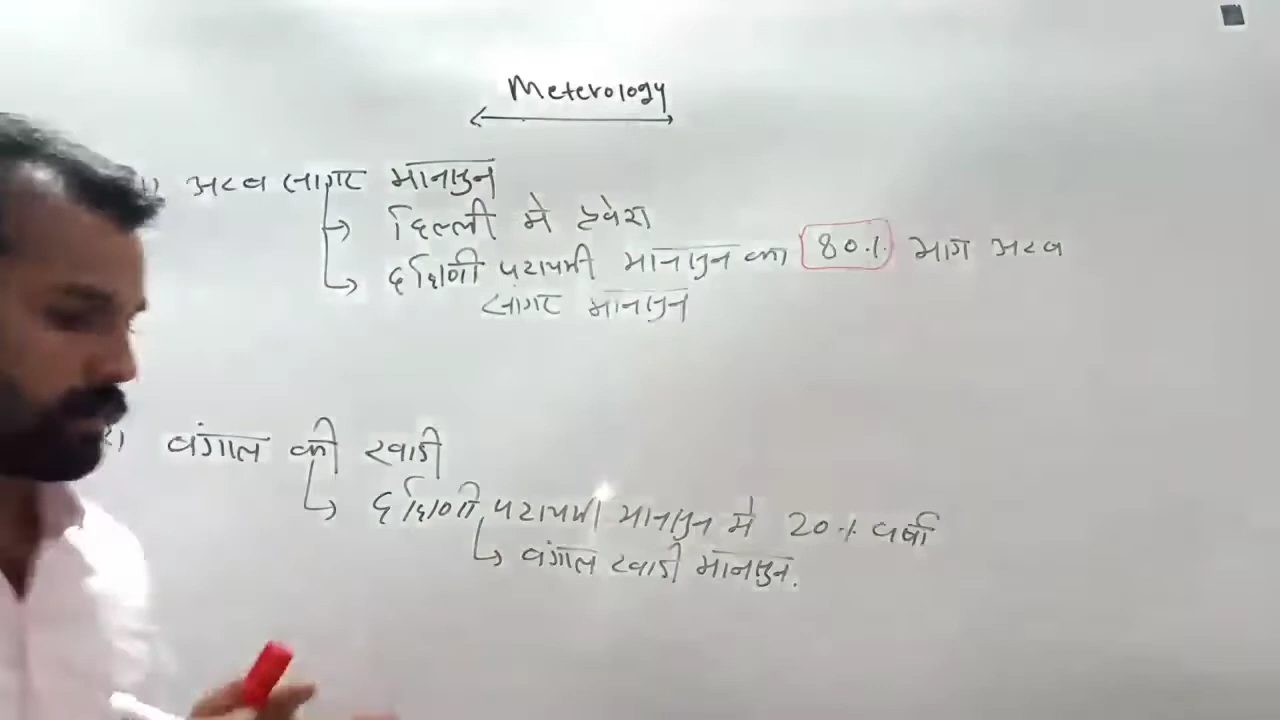 Meterology
1) अरब सागर मानसुन
दिल्ली मे प्रवेश
दक्षिणी पश्चिमी मानसुन का 80% भाग अरब
सागर मानसुन
2) बंगाल की खाडी
दक्षिणी पश्चिमी मानसुन मे 20% वर्षा
बंगाल खाडी मानसुन.